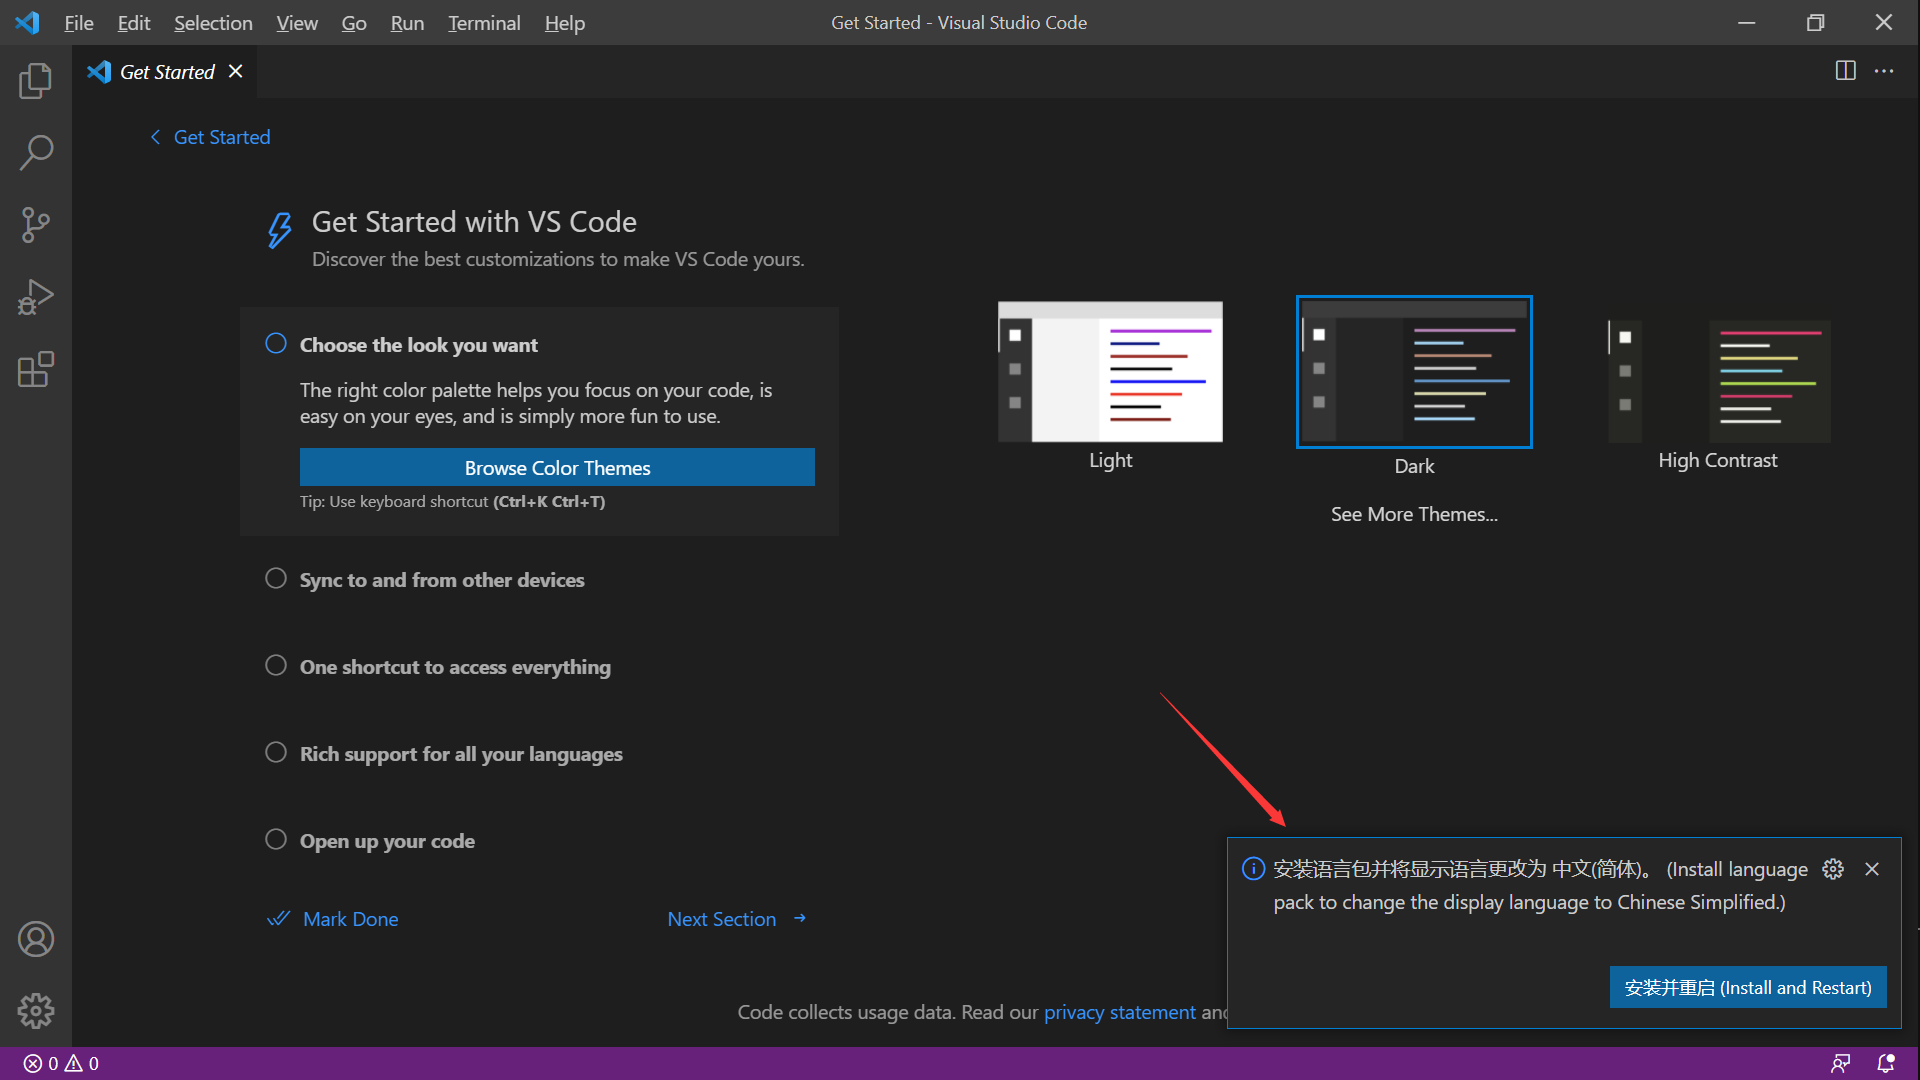 File Edit Selection View Go Run Terminal Help
Get Started - Visual Studio Code
Get Started
Get Started
Get Started with VS Code
Discover the best customizations to make VS Code yours.
Choose the look you want
The right color palette helps you focus on your code, is
easy on your eyes, and is simply more fun to use.
Browse Color Themes
Tip: Use keyboard shortcut (Ctrl+K Ctrl+T)
Light
Dark
High Contrast
See More Themes...
Sync to and from other devices
One shortcut to access everything
Rich support for all your languages
Open up your code
Mark Done
Next Section
Code collects usage data. Read our privacy statement and
安装语言包并将显示语言更改为 中文(简体)。 (Install language
pack to change the display language to Chinese Simplified.)
安装并重启 (Install and Restart)
0 0